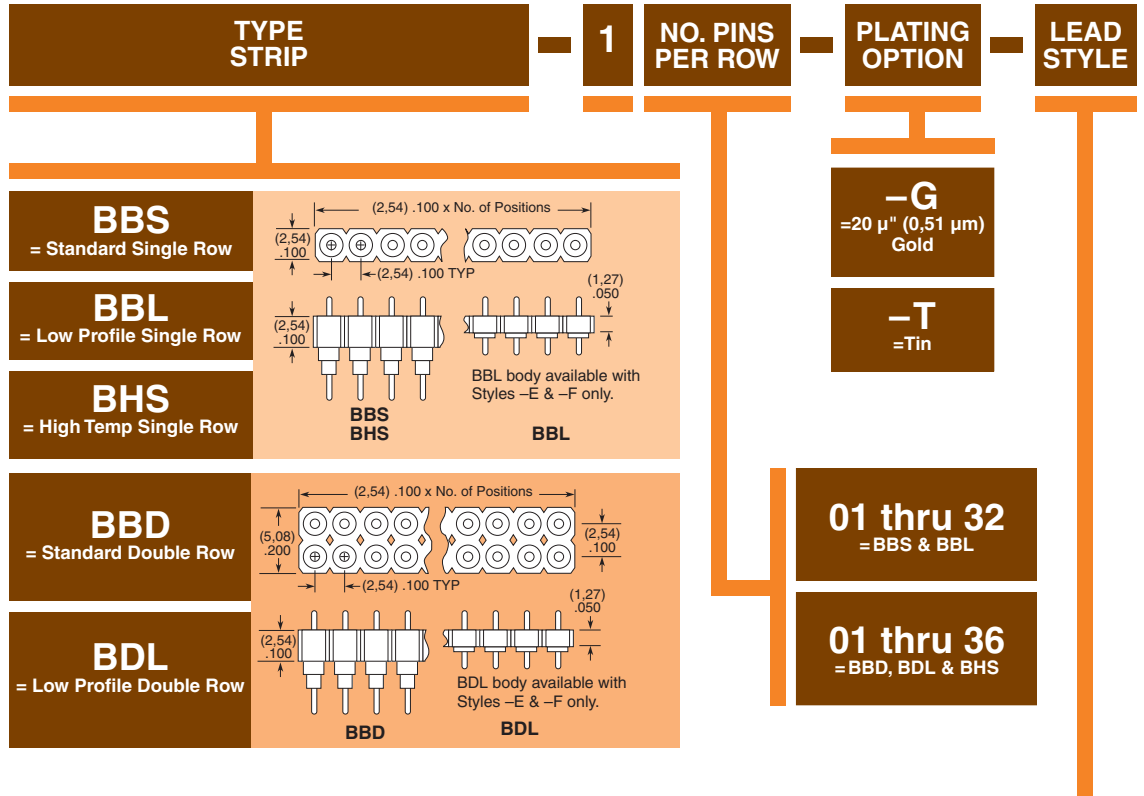 TYPE
STRIP
1
NO. PINS
PER ROW
PLATING
OPTION
LEAD
STYLE
–G
=20 µ" (0,51 µm)
Gold
–T
=Tin
BBS
= Standard Single Row
BBL
= Low Profile Single Row
BHS
= High Temp Single Row
(2,54) .100 x No. of Positions
(2,54)
.100
(2,54) .100 TYP
(2,54)
.100
(1,27)
.050
BBL body available with
Styles –E & –F only.
BBS
BHS
BBL
BBD
= Standard Double Row
BDL
= Low Profile Double Row
(2,54) .100 x No. of Positions
(5,08)
.200
(2,54)
.100
(2,54) .100 TYP
(2,54)
.100
(1,27)
.050
BDL body available with
Styles –E & –F only.
BBD
BDL
01 thru 32
=BBS & BBL
01 thru 36
=BBD, BDL & BHS